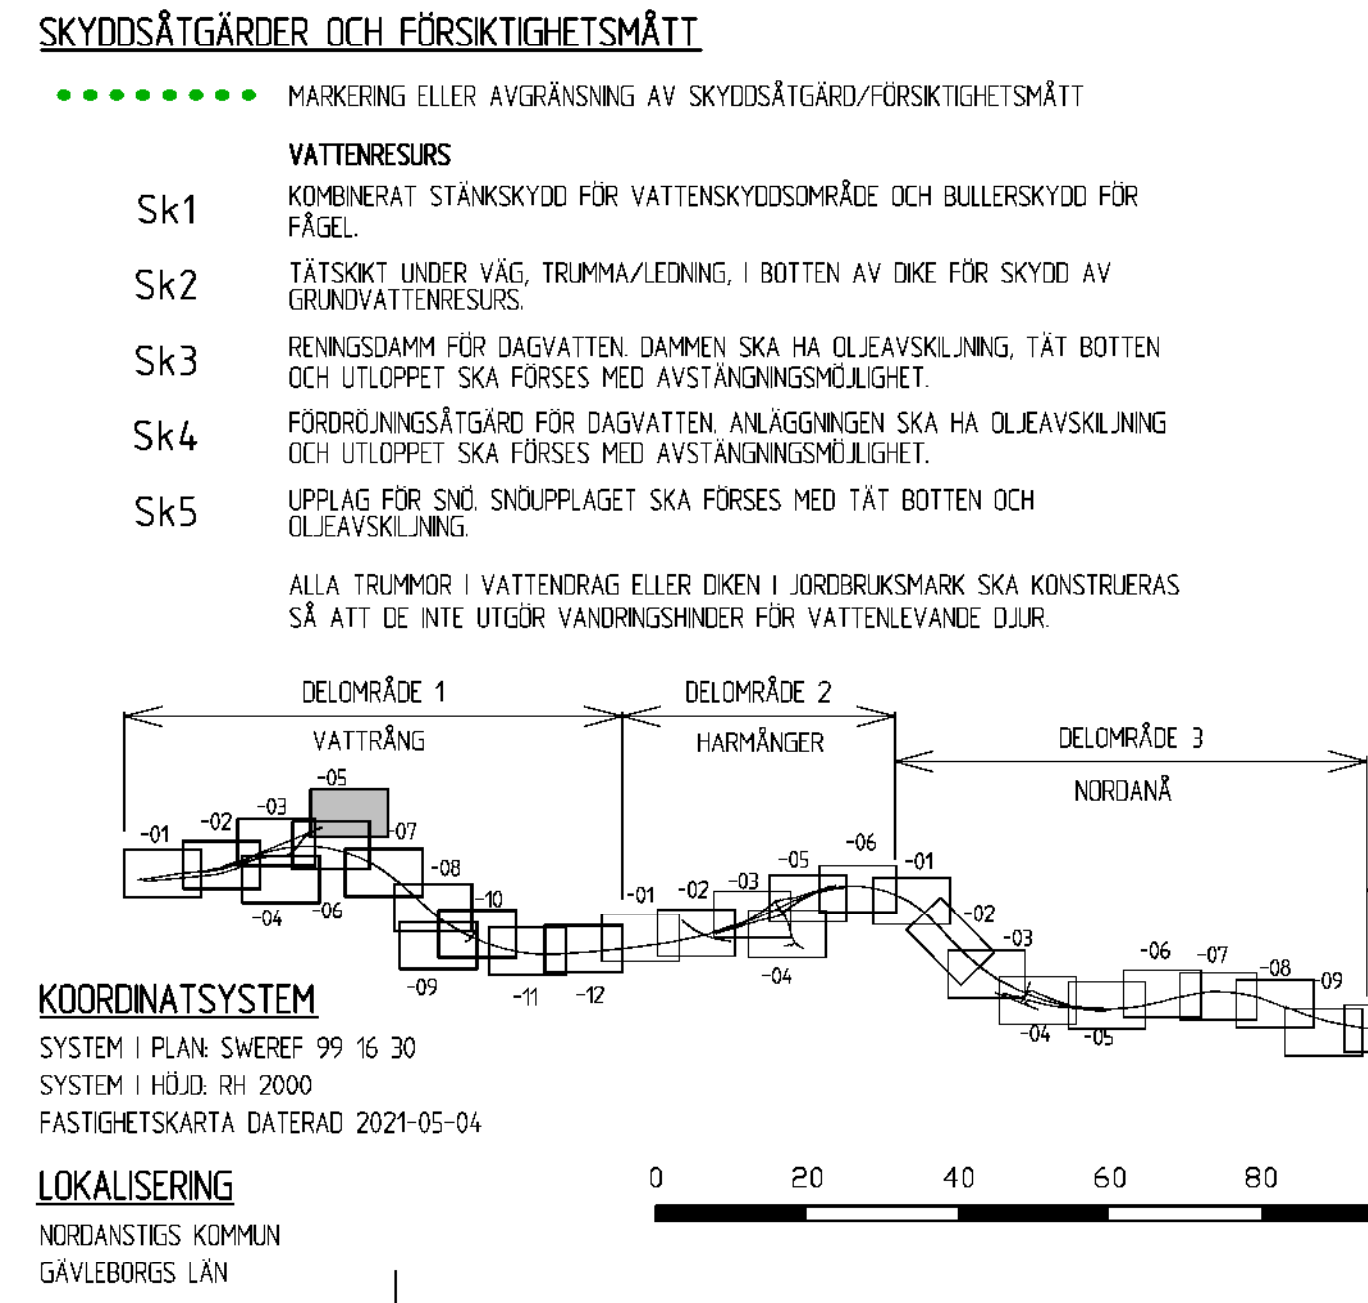 SKYDDSÅTGÄRDER OCH FÖRSIKTIGHETSMÅTT
MARKERING ELLER AVGRÄNSNING AV SKYDDSÅTGÄRD/FÖRSIKTIGHETSMÅTT
VATTENRESURS
Sk1 KOMBINERAT STÄNKSKYDD FÖR VATTENSKYDDSOMRÅDE OCH BULLERSKYDD FÖR
FÅGEL.
Sk2 TÄTSKIKT UNDER VÄG, TRUMMA/LEDNING, I BOTTEN AV DIKE FÖR SKYDD AV
GRUNDVATTENRESURS.
Sk3 RENINGSDAMM FÖR DAGVATTEN. DAMMEN SKA HA OLJEAVSKILJNING, TÄT BOTTEN
OCH UTLOPPET SKA FÖRSES MED AVSTÄNGNINGSMÖJLIGHET.
Sk4 FÖRDRÖJNINGSÅTGÄRD FÖR DAGVATTEN. ANLÄGGNINGEN SKA HA OLJEAVSKILJNING
OCH UTLOPPET SKA FÖRSES MED AVSTÄNGNINGSMÖJLIGHET.
Sk5 UPPLAG FÖR SNÖ. SNÖUPPLAGET SKA FÖRSES MED TÄT BOTTEN OCH
OLJEAVSKILJNING.
ALLA TRUMMOR I VATTENDRAG ELLER DIKEN I JORDBRUKSMARK SKA KONSTRUERAS
SÅ ATT DE INTE UTGÖR VANDRINGSHINDER FÖR VATTENLEVANDE DJUR.
DELOMRÅDE 1
VATTRÅNG
-01
-02
-03
-04
-05
-06
-07
-08
-09
-10
-11
-12
DELOMRÅDE 2
HARMÅNGER
-01
-02
-03
-04
-05
-06
DELOMRÅDE 3
NORDANÅ
-01
-02
-03
-04
-05
-06
-07
-08
-09
KOORDINATSYSTEM
SYSTEM I PLAN: SWEREF 99 16 30
SYSTEM I HÖJD: RH 2000
FASTIGHETSKARTA DATERAD 2021-05-04
LOKALISERING
NORDANSTIGS KOMMUN
GÄVLEBORGS LÄN
0 20 40 60 80